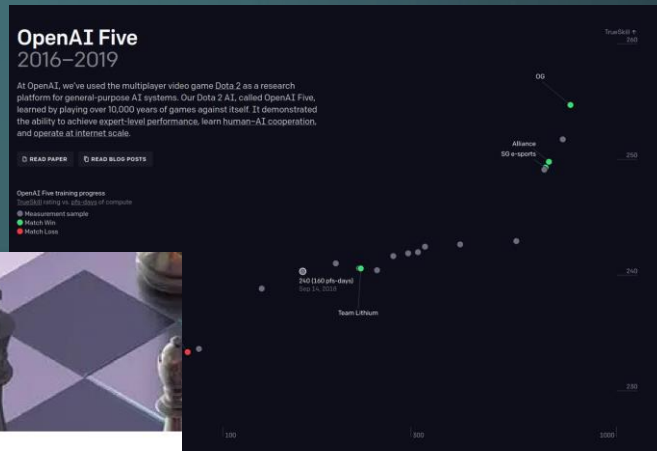 OpenAI Five
2016–2019
At OpenAI, we've used the multiplayer video game Dota 2 as a research
platform for general-purpose AI systems. Our Dota 2 AI, called OpenAI Five,
learned by playing over 10,000 years of games against itself. It demonstrated
the ability to achieve expert-level performance, learn human–AI cooperation,
and operate at internet scale.
READ PAPER
READ BLOG POSTS
OpenAI Five training progress
TrueSkill rating vs. pfs-days of compute
Measurement sample
Match Win
Match Loss
TrueSkill ↑
260
OG
Alliance
SG e-sports
250
240
240 (160 pfs-days)
Sep 14, 2018
Team Lithium
230
100
300
1000